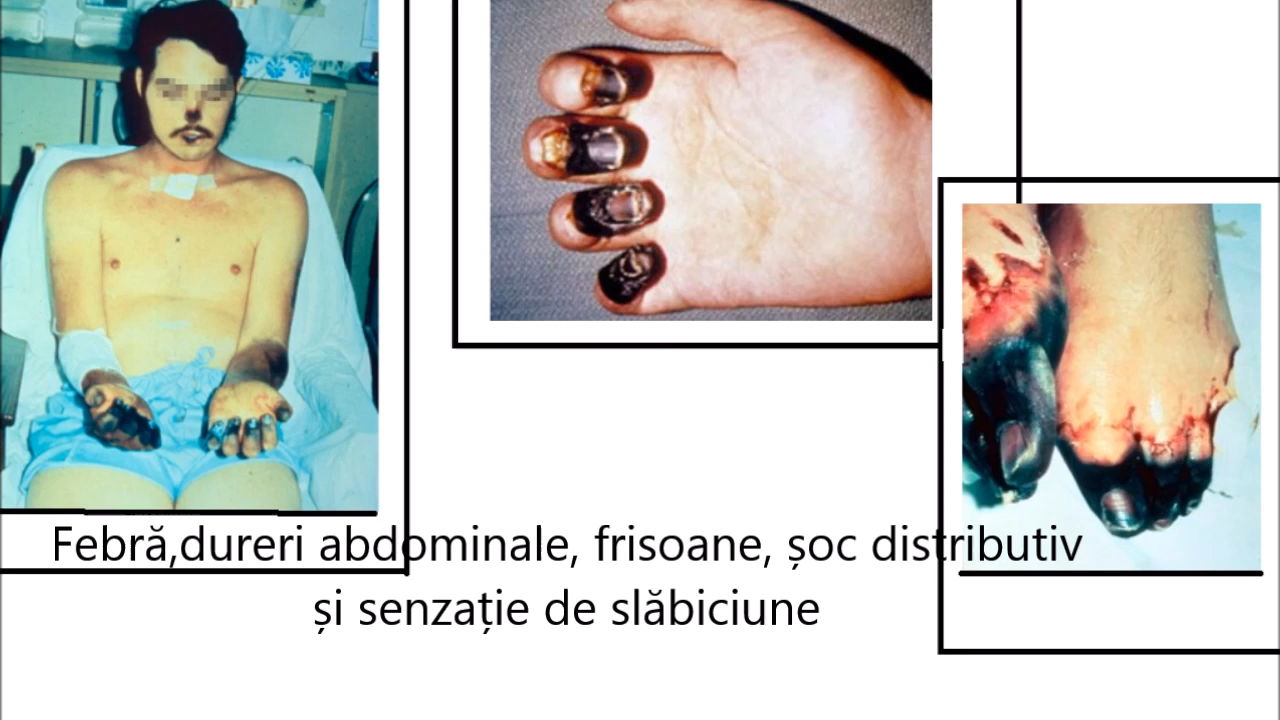 Febră,dureri abdominale, frisoane, șoc distributiv
și senzație de slăbiciune